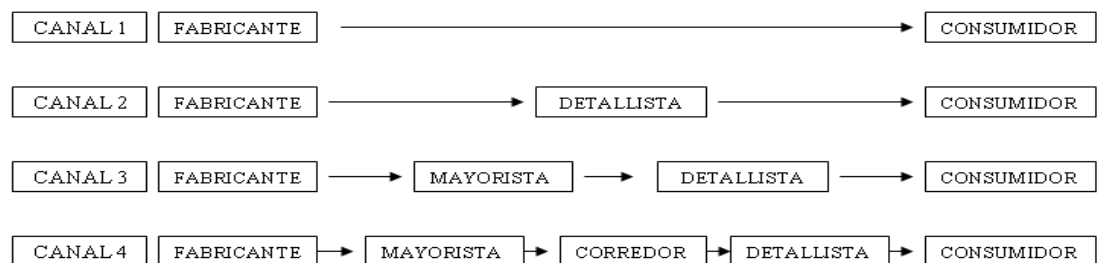 CANAL 1 FABRICANTE CONSUMIDOR
CANAL 2 FABRICANTE DETALLISTA CONSUMIDOR
CANAL 3 FABRICANTE MAYORISTA DETALLISTA CONSUMIDOR
CANAL 4 FABRICANTE MAYORISTA CORREDOR DETALLISTA CONSUMIDOR